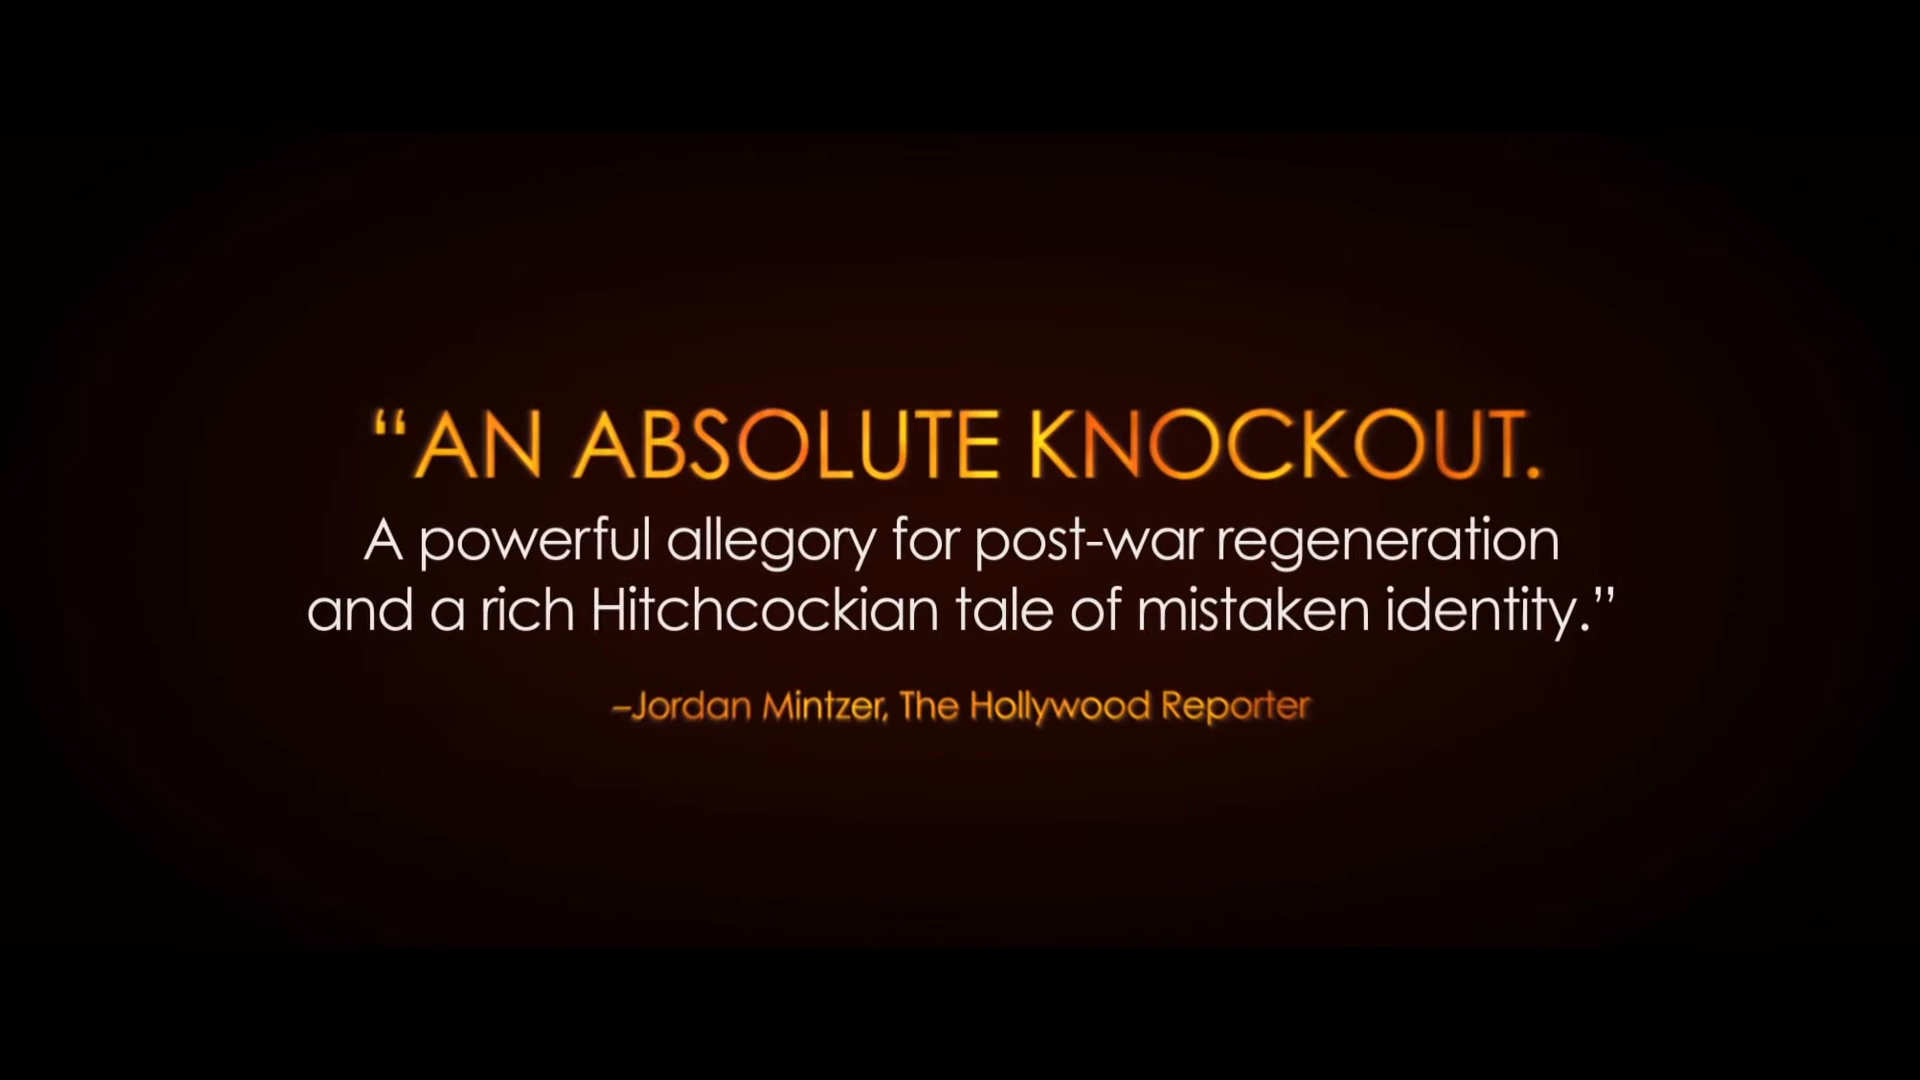 “AN ABSOLUTE KNOCKOUT.
A powerful allegory for post-war regeneration
and a rich Hitchcockian tale of mistaken identity.”
–Jordan Mintzer, The Hollywood Reporter